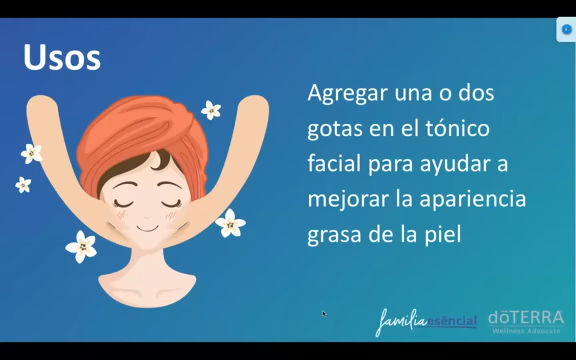 Usos
Agregar una o dos
gotas en el tónico
facial para ayudar a
mejorar la apariencia
grasa de la piel
familiaesēncial
dōTERRA
Wellness Advocate